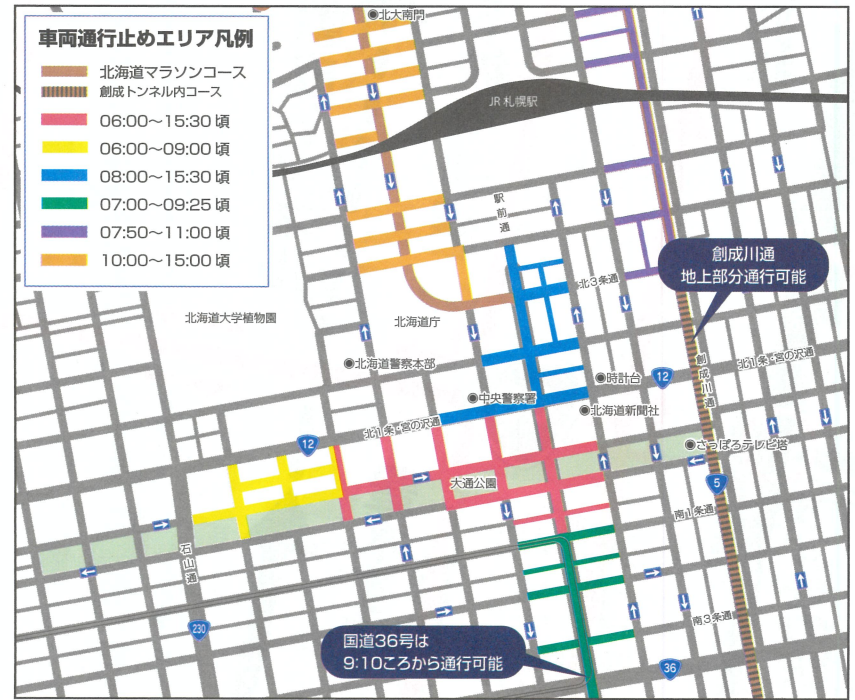 車両通行止めエリア凡例
北海道マラソンコース
創成トンネル内コース
06:00〜15:30 頃
06:00〜09:00 頃
08:00〜15:30 頃
07:00〜09:25 頃
07:50〜11:00 頃
10:00〜15:00 頃
北大南門
JR 札幌駅
駅前通
創成川通
地上部分通行可能
北3条通
北海道大学植物園
北海道庁
北海道警察本部
時計台
12
北1条・宮の沢通
創成川通
中央警察署
北海道新聞社
北1条・宮の沢通
12
さっぽろテレビ塔
大通公園
5
南1条通
石山通
230
南3条通
国道36号は
9:10ころから通行可能
36